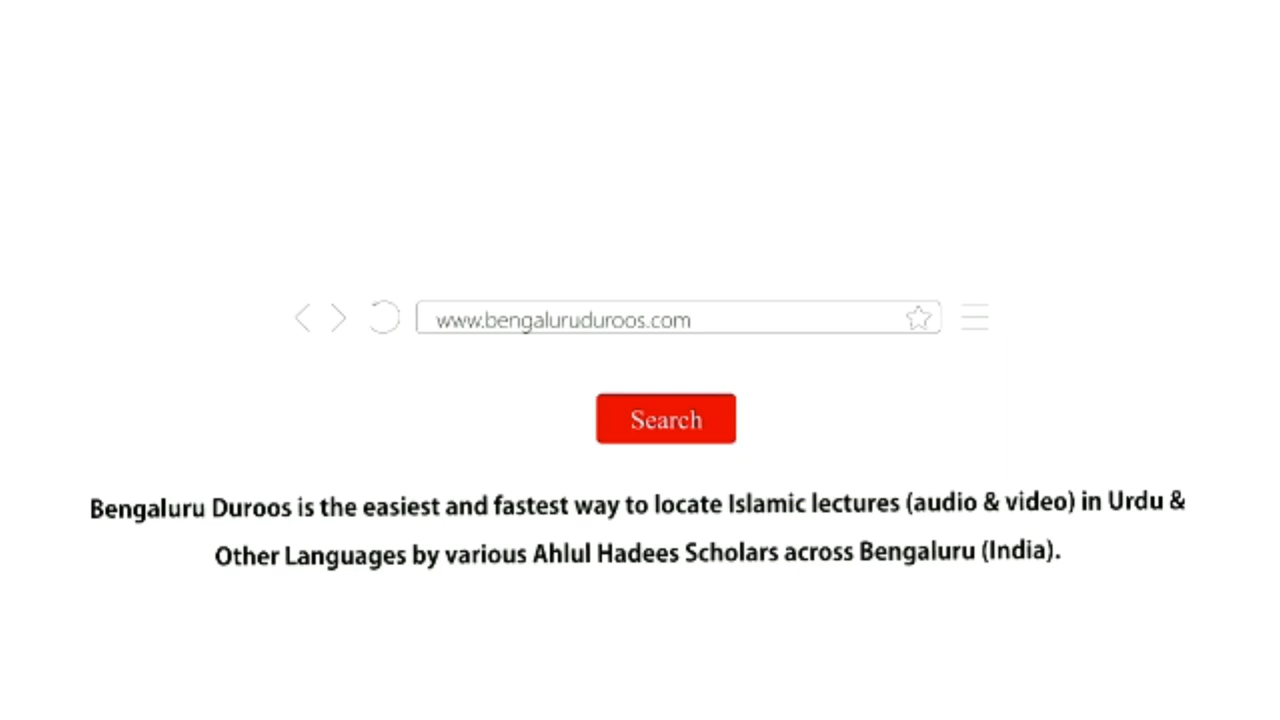 www.bengaluruduroos.com
Search
Bengaluru Duroos is the easiest and fastest way to locate Islamic lectures (audio & video) in Urdu &
Other Languages by various Ahlul Hadees Scholars across Bengaluru (India).